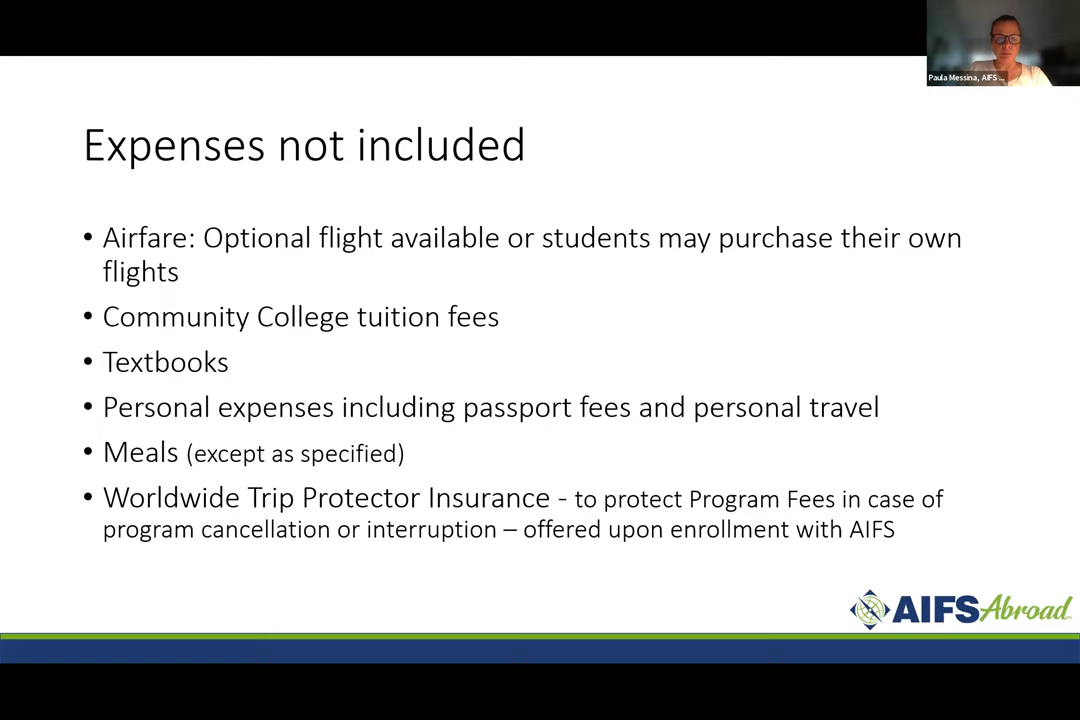 Paula Messina, AIFS ...
Expenses not included
• Airfare: Optional flight available or students may purchase their own
flights
• Community College tuition fees
• Textbooks
• Personal expenses including passport fees and personal travel
• Meals (except as specified)
• Worldwide Trip Protector Insurance - to protect Program Fees in case of
program cancellation or interruption – offered upon enrollment with AIFS
AIFS Abroad